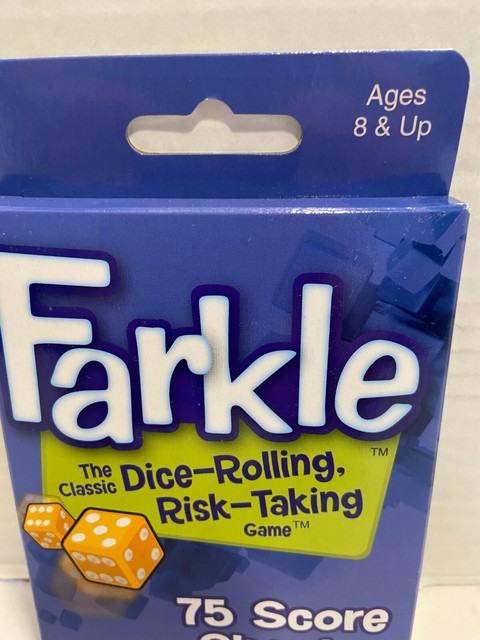 Ages
8 & Up
Farkle
The Classic Dice-Rolling,
Risk-Taking
Game™
™
75 Score